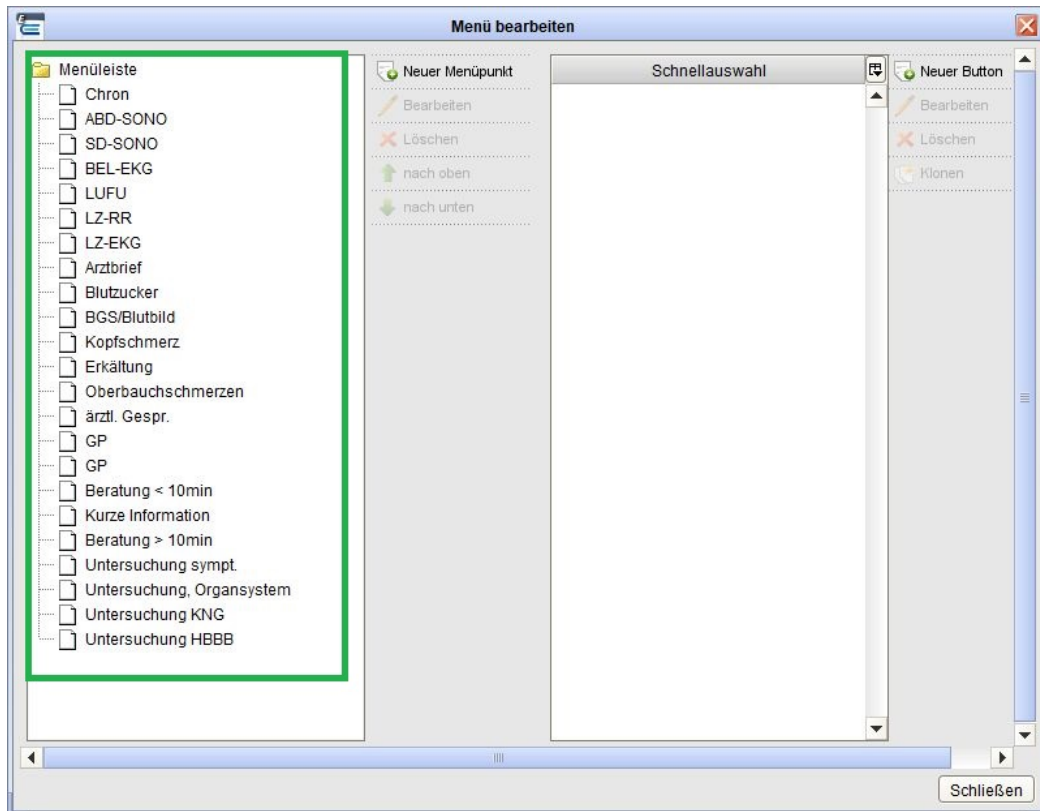 Menü bearbeiten
Menüleiste
Chron
ABD-SONO
SD-SONO
BEL-EKG
LUFU
LZ-RR
LZ-EKG
Arztbrief
Blutzucker
BGS/Blutbild
Kopfschmerz
Erkältung
Oberbauchschmerzen
ärztl. Gespr.
GP
GP
Beratung < 10min
Kurze Information
Beratung > 10min
Untersuchung sympt.
Untersuchung, Organsystem
Untersuchung KNG
Untersuchung HBBB
Neuer Menüpunkt
Bearbeiten
Löschen
nach oben
nach unten
Schnellauswahl
Neuer Button
Bearbeiten
Löschen
Klonen
Schließen